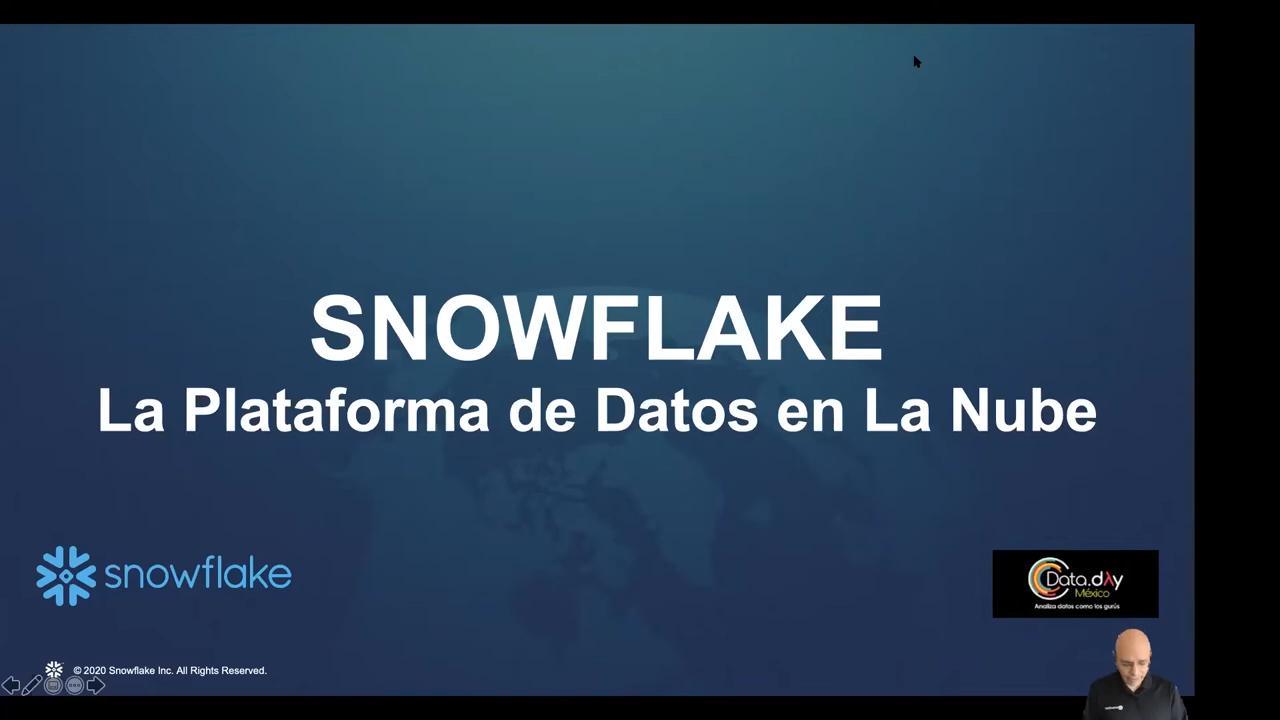 SNOWFLAKE
La Plataforma de Datos en La Nube
snowflake
Data.dλy
México
Analiza datos como los gurús
© 2020 Snowflake Inc. All Rights Reserved.